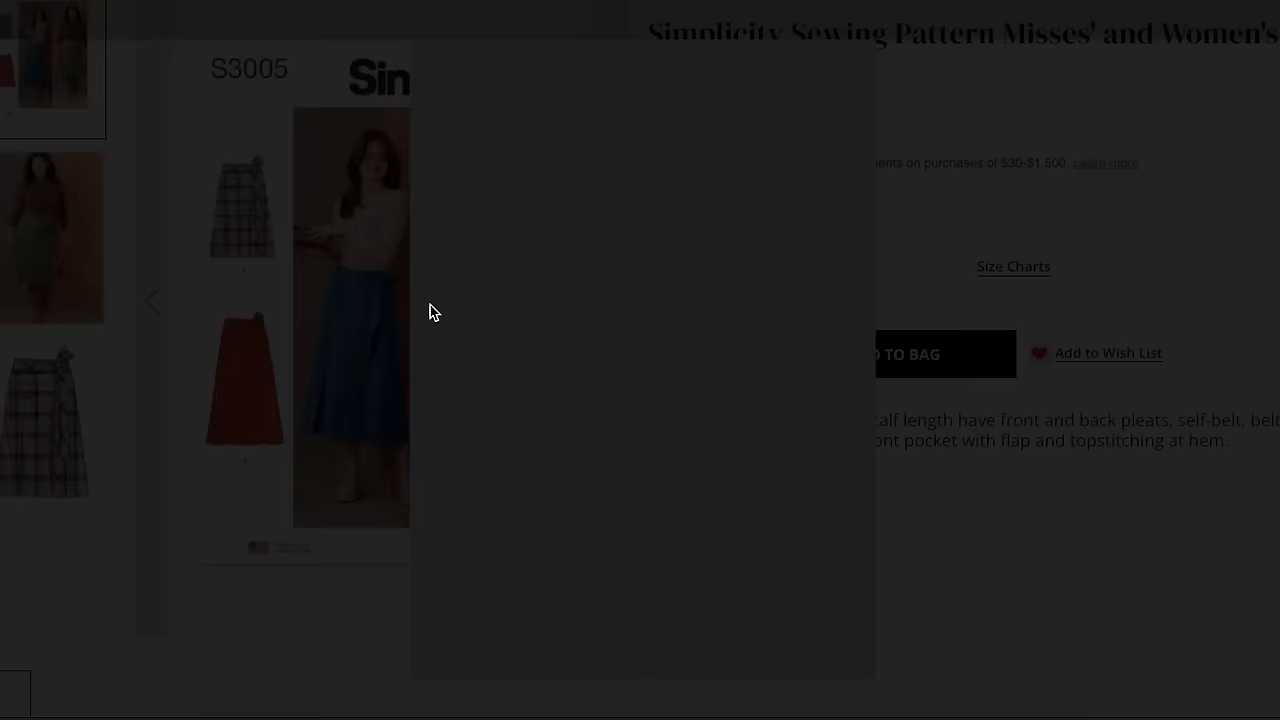 Simplicity Sewing Pattern Misses' and Women's
S3005
Sin
ents on purchases of $30-$1,500. Learn more
Size Charts
D TO BAG
Add to Wish List
calf length have front and back pleats, self-belt, belt
ont pocket with flap and topstitching at hem.